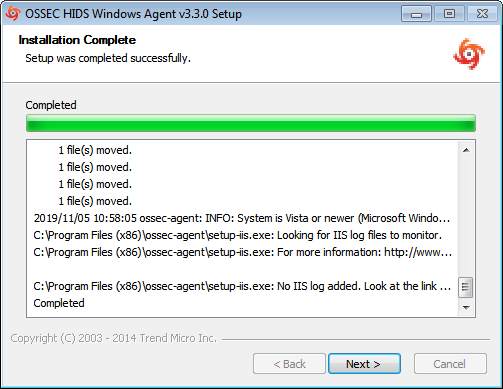 OSSEC HIDS Windows Agent v3.3.0 Setup
Installation Complete
Setup was completed successfully.
Completed
1 file(s) moved.
1 file(s) moved.
1 file(s) moved.
1 file(s) moved.
2019/11/05 10:58:05 ossec-agent: INFO: System is Vista or newer (Microsoft Windo...
C:\Program Files (x86)\ossec-agent\setup-iis.exe: Looking for IIS log files to monitor.
C:\Program Files (x86)\ossec-agent\setup-iis.exe: For more information: http://www...
C:\Program Files (x86)\ossec-agent\setup-iis.exe: No IIS log added. Look at the link ...
Completed
Copyright (C) 2003 - 2014 Trend Micro Inc.
< Back
Next >
Cancel